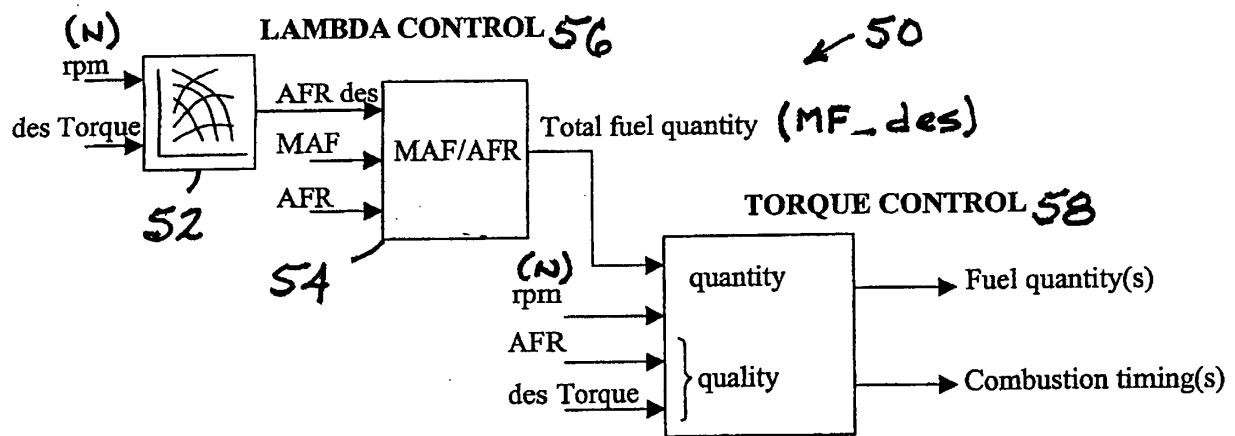 (N)
rpm
des Torque
LAMBDA CONTROL 56
50
AFR des
MAF
AFR
MAF/AFR
Total fuel quantity (MF_des)
52
54
TORQUE CONTROL 58
(N)
rpm
AFR
des Torque
quantity
quality
Fuel quantity(s)
Combustion timing(s)